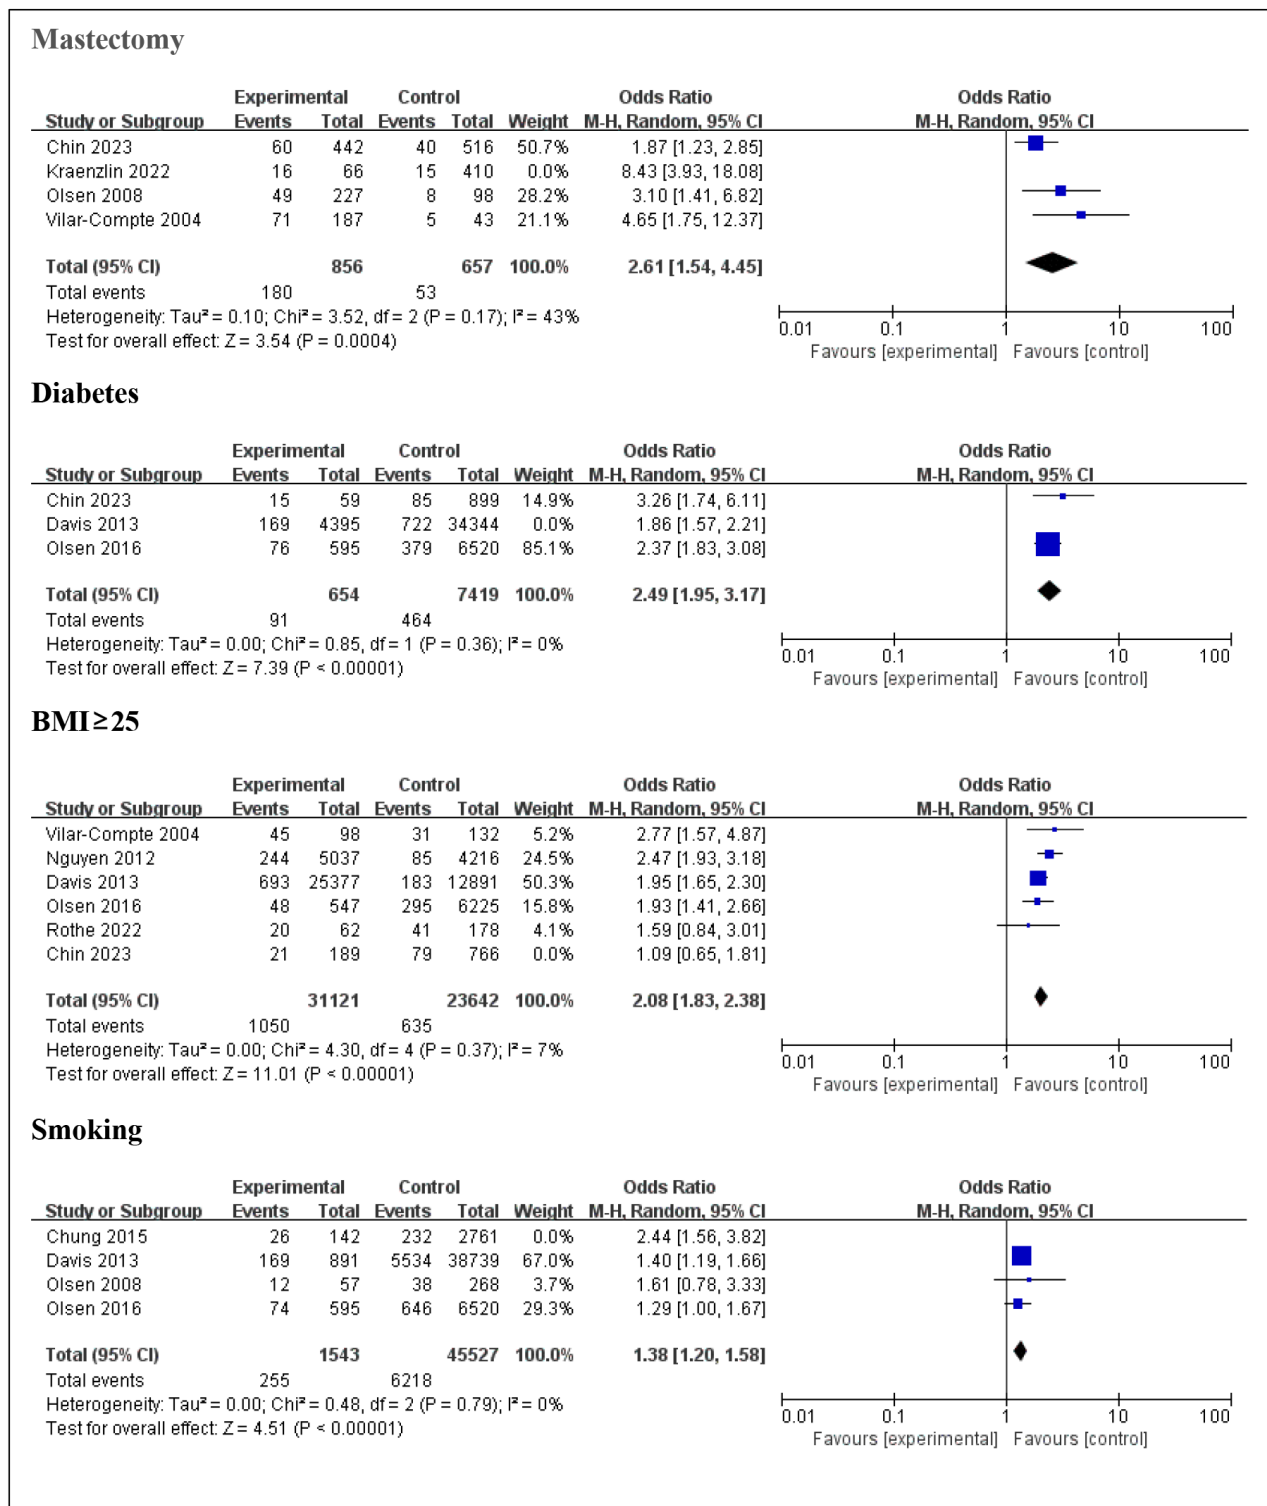 Mastectomy
Experimental Control Odds Ratio Odds Ratio
Study or Subgroup Events Total Events Total Weight M-H, Random, 95% CI M-H, Random, 95% CI
Chin 2023 60 442 40 516 50.7% 1.87 [1.23, 2.85]
Kraenzlin 2022 16 66 15 410 0.0% 8.43 [3.93, 18.08]
Olsen 2008 49 227 8 98 28.2% 3.10 [1.41, 6.82]
Vilar-Compte 2004 71 187 5 43 21.1% 4.65 [1.75, 12.37]
Total (95% CI) 856 657 100.0% 2.61 [1.54, 4.45]
Total events 180 53
Heterogeneity: Tau² = 0.10; Chi² = 3.52, df = 2 (P = 0.17); I² = 43%
Test for overall effect: Z = 3.54 (P = 0.0004)
0.01 0.1 1 10 100
Favours [experimental] Favours [control]
Diabetes
Experimental Control Odds Ratio Odds Ratio
Study or Subgroup Events Total Events Total Weight M-H, Random, 95% CI M-H, Random, 95% CI
Chin 2023 15 59 85 899 14.9% 3.26 [1.74, 6.11]
Davis 2013 169 4395 722 34344 0.0% 1.86 [1.57, 2.21]
Olsen 2016 76 595 379 6520 85.1% 2.37 [1.83, 3.08]
Total (95% CI) 654 7419 100.0% 2.49 [1.95, 3.17]
Total events 91 464
Heterogeneity: Tau² = 0.00; Chi² = 0.85, df = 1 (P = 0.36); I² = 0%
Test for overall effect: Z = 7.39 (P < 0.00001)
0.01 0.1 1 10 100
Favours [experimental] Favours [control]
BMI≥25
Experimental Control Odds Ratio Odds Ratio
Study or Subgroup Events Total Events Total Weight M-H, Random, 95% CI M-H, Random, 95% CI
Vilar-Compte 2004 45 98 31 132 5.2% 2.77 [1.57, 4.87]
Nguyen 2012 244 5037 85 4216 24.5% 2.47 [1.93, 3.18]
Davis 2013 693 25377 183 12891 50.3% 1.95 [1.65, 2.30]
Olsen 2016 48 547 295 6225 15.8% 1.93 [1.41, 2.66]
Rothe 2022 20 62 41 178 4.1% 1.59 [0.84, 3.01]
Chin 2023 21 189 79 766 0.0% 1.09 [0.65, 1.81]
Total (95% CI) 31121 23642 100.0% 2.08 [1.83, 2.38]
Total events 1050 635
Heterogeneity: Tau² = 0.00; Chi² = 4.30, df = 4 (P = 0.37); I² = 7%
Test for overall effect: Z = 11.01 (P < 0.00001)
0.01 0.1 1 10 100
Favours [experimental] Favours [control]
Smoking
Experimental Control Odds Ratio Odds Ratio
Study or Subgroup Events Total Events Total Weight M-H, Random, 95% CI M-H, Random, 95% CI
Chung 2015 26 142 232 2761 0.0% 2.44 [1.56, 3.82]
Davis 2013 169 891 5534 38739 67.0% 1.40 [1.19, 1.66]
Olsen 2008 12 57 38 268 3.7% 1.61 [0.78, 3.33]
Olsen 2016 74 595 646 6520 29.3% 1.29 [1.00, 1.67]
Total (95% CI) 1543 45527 100.0% 1.38 [1.20, 1.58]
Total events 255 6218
Heterogeneity: Tau² = 0.00; Chi² = 0.48, df = 2 (P = 0.79); I² = 0%
Test for overall effect: Z = 4.51 (P < 0.00001)
0.01 0.1 1 10 100
Favours [experimental] Favours [control]